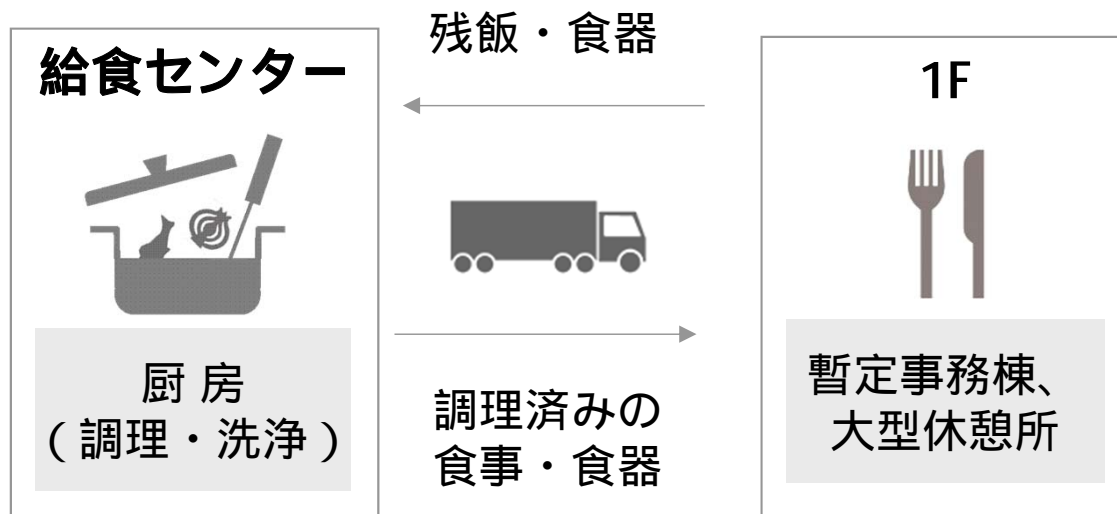 給食センター
厨 房
（調理・洗浄）
残飯・食器
調理済みの
食事・食器
1F
暫定事務棟、
大型休憩所